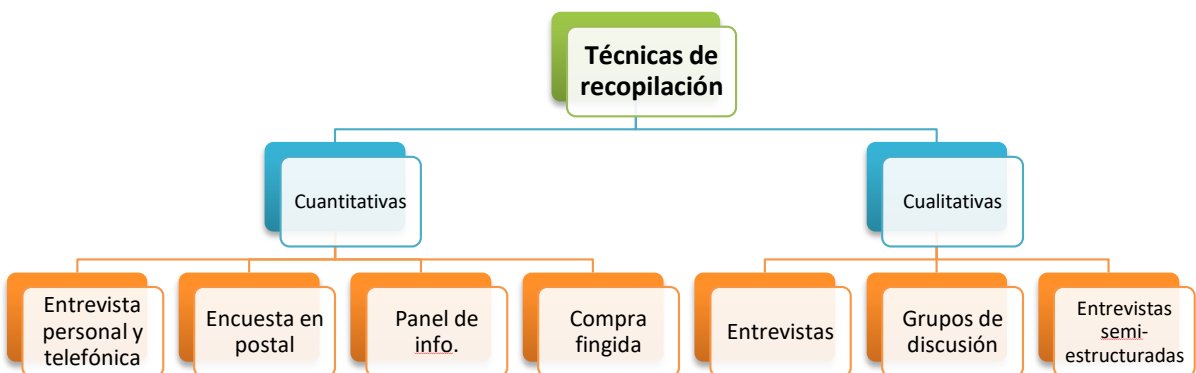 Técnicas de
recopilación
Cuantitativas
Cualitativas
Entrevista
personal y
telefónica
Encuesta en
postal
Panel de
info.
Compra
fingida
Entrevistas
Grupos de
discusión
Entrevistas
semi-
estructuradas